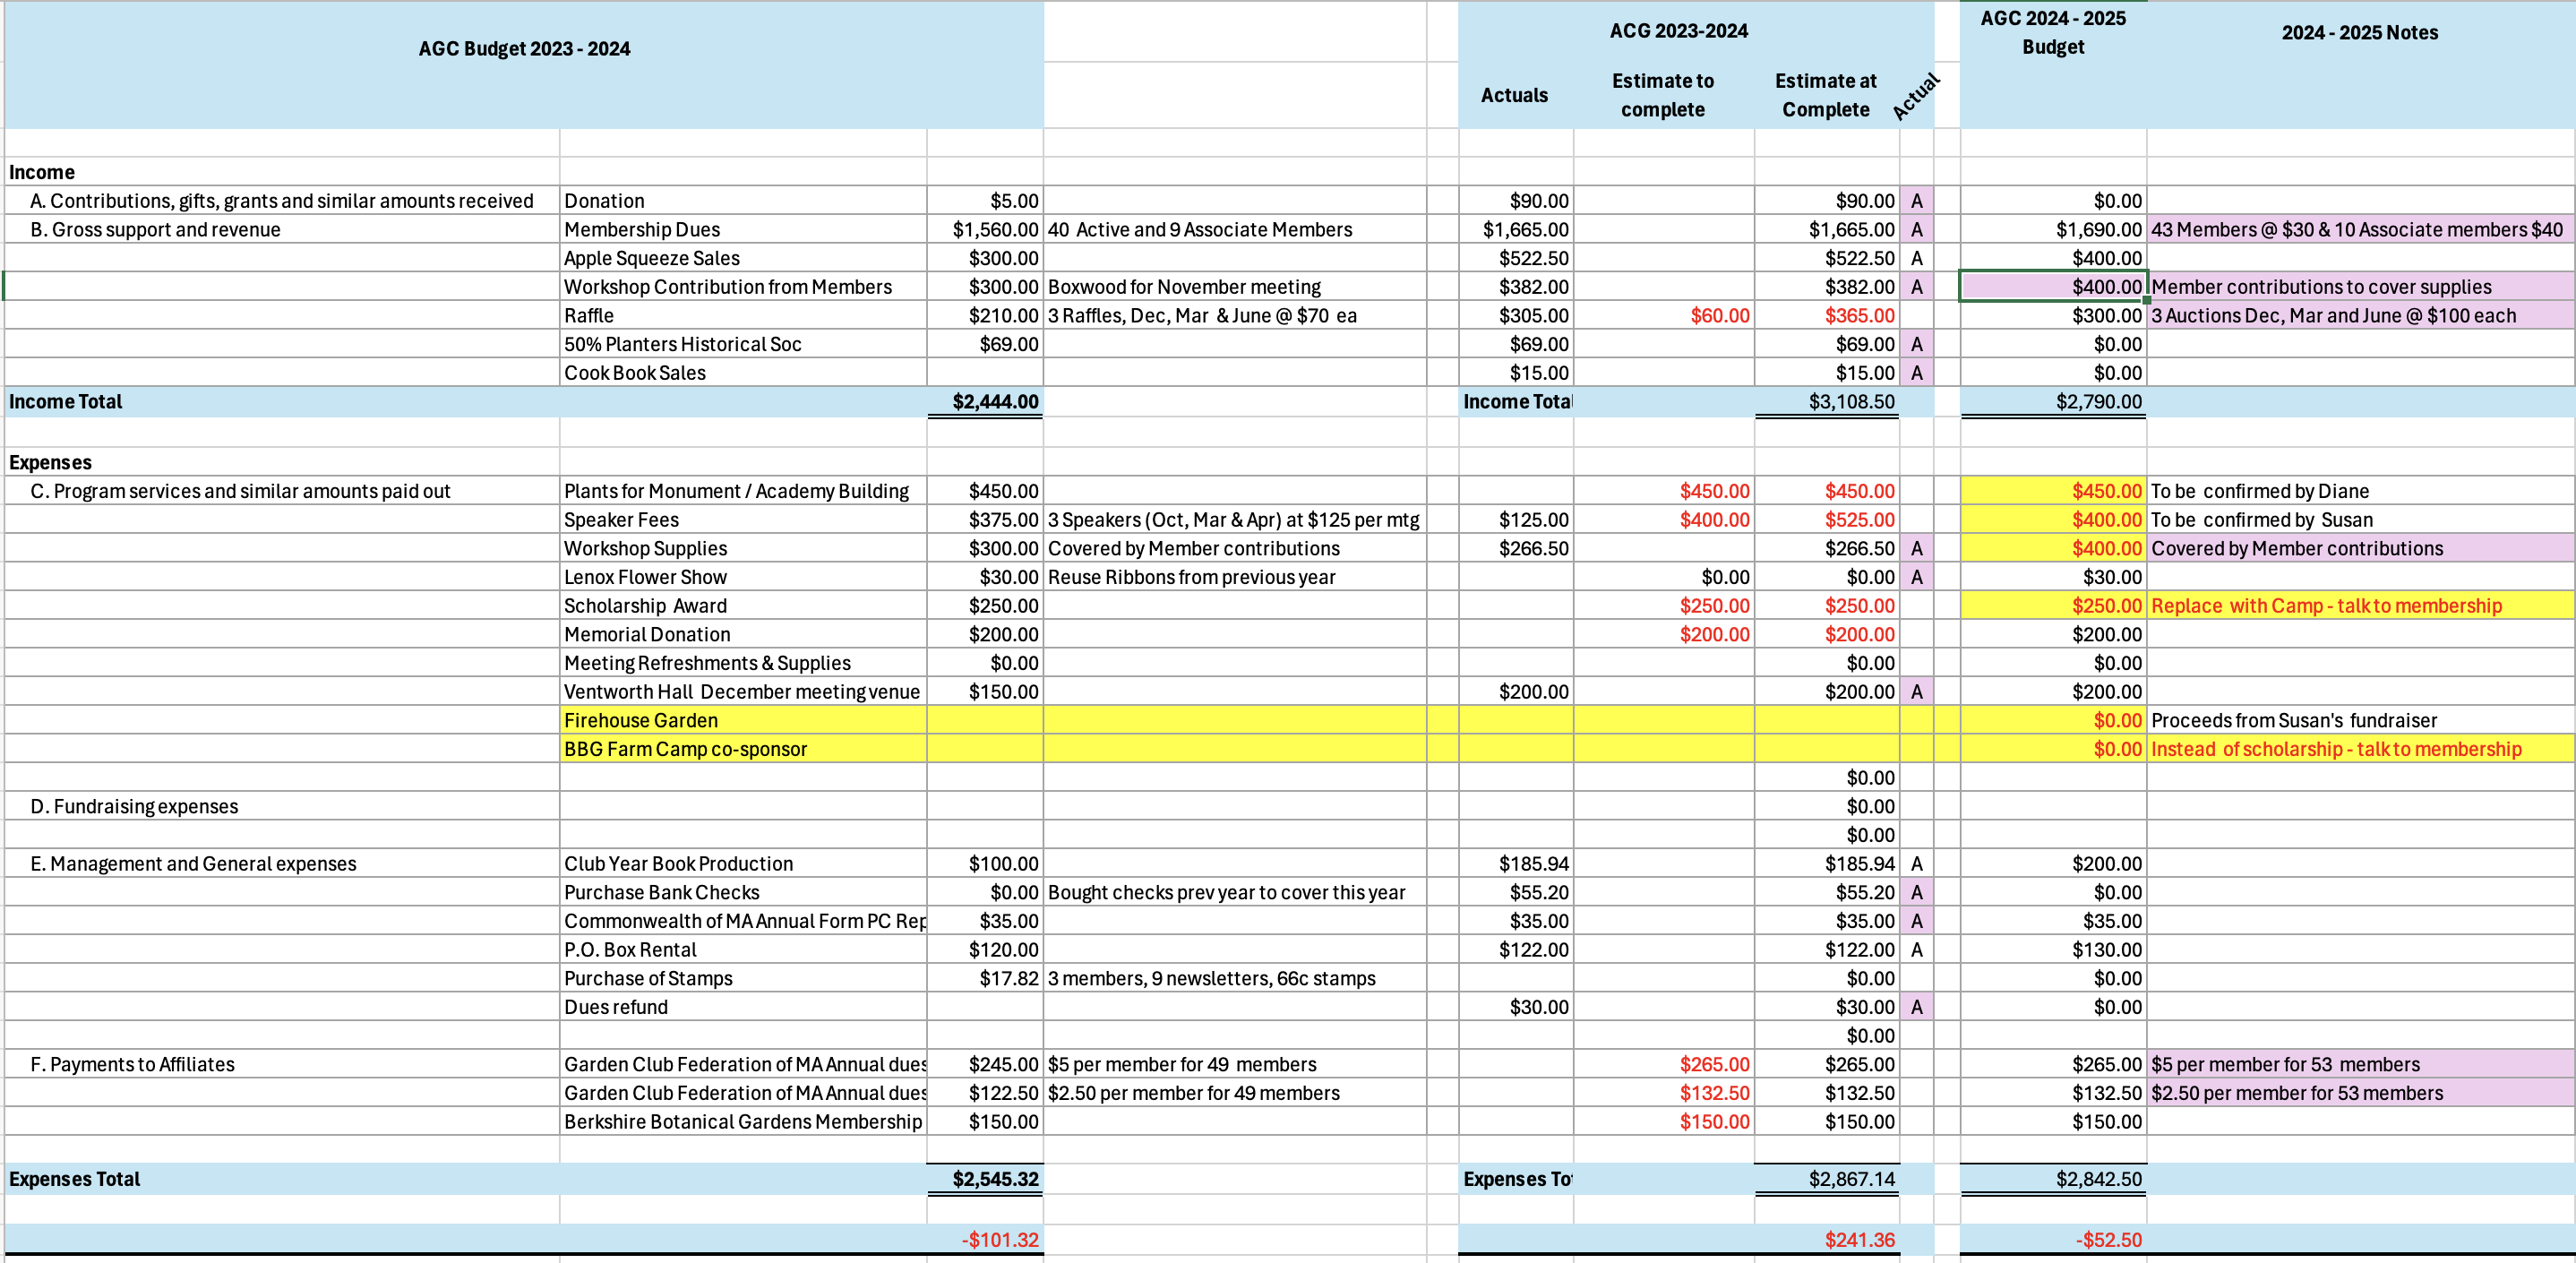 AGC Budget 2023 - 2024
ACG 2023-2024
AGC 2024 - 2025 Budget
2024 - 2025 Notes
Actuals Estimate to complete Estimate at Complete Actual
Income
A. Contributions, gifts, grants and similar amounts received Donation $5.00 $90.00 $90.00 A $0.00
B. Gross support and revenue Membership Dues $1,560.00 40 Active and 9 Associate Members $1,665.00 $1,665.00 A $1,690.00 43 Members @ $30 & 10 Associate members $40
Apple Squeeze Sales $300.00 $522.50 $522.50 A $400.00
Workshop Contribution from Members $300.00 Boxwood for November meeting $382.00 $382.00 A $400.00 Member contributions to cover supplies
Raffle $210.00 3 Raffles, Dec, Mar & June @ $70 ea $305.00 $60.00 $365.00 $300.00 3 Auctions Dec, Mar and June @ $100 each
50% Planters Historical Soc $69.00 $69.00 $69.00 A $0.00
Cook Book Sales $15.00 $15.00 A $0.00
Income Total $2,444.00 Income Total $3,108.50 $2,790.00
Expenses
C. Program services and similar amounts paid out Plants for Monument / Academy Building $450.00 $450.00 $450.00 $450.00 To be confirmed by Diane
Speaker Fees $375.00 3 Speakers (Oct, Mar & Apr) at $125 per mtg $125.00 $400.00 $525.00 $400.00 To be confirmed by Susan
Workshop Supplies $300.00 Covered by Member contributions $266.50 $266.50 A $400.00 Covered by Member contributions
Lenox Flower Show $30.00 Reuse Ribbons from previous year $0.00 $0.00 A $30.00
Scholarship Award $250.00 $250.00 $250.00 $250.00 Replace with Camp - talk to membership
Memorial Donation $200.00 $200.00 $200.00 $200.00
Meeting Refreshments & Supplies $0.00 $0.00 $0.00
Ventworth Hall December meeting venue $150.00 $200.00 $200.00 A $200.00
Firehouse Garden $0.00 Proceeds from Susan's fundraiser
BBG Farm Camp co-sponsor $0.00 Instead of scholarship - talk to membership
$0.00
D. Fundraising expenses $0.00
$0.00
E. Management and General expenses Club Year Book Production $100.00 $185.94 $185.94 A $200.00
Purchase Bank Checks $0.00 Bought checks prev year to cover this year $55.20 $55.20 A $0.00
Commonwealth of MA Annual Form PC Rep $35.00 $35.00 $35.00 A $35.00
P.O. Box Rental $120.00 $122.00 $122.00 A $130.00
Purchase of Stamps $17.82 3 members, 9 newsletters, 66c stamps $0.00 $0.00
Dues refund $30.00 $30.00 A $0.00
$0.00
F. Payments to Affiliates Garden Club Federation of MA Annual dues $245.00 $5 per member for 49 members $265.00 $265.00 $265.00 $5 per member for 53 members
Garden Club Federation of MA Annual dues $122.50 $2.50 per member for 49 members $132.50 $132.50 $132.50 $2.50 per member for 53 members
Berkshire Botanical Gardens Membership $150.00 $150.00 $150.00 $150.00
Expenses Total $2,545.32 Expenses To $2,867.14 $2,842.50
-$101.32 $241.36 -$52.50